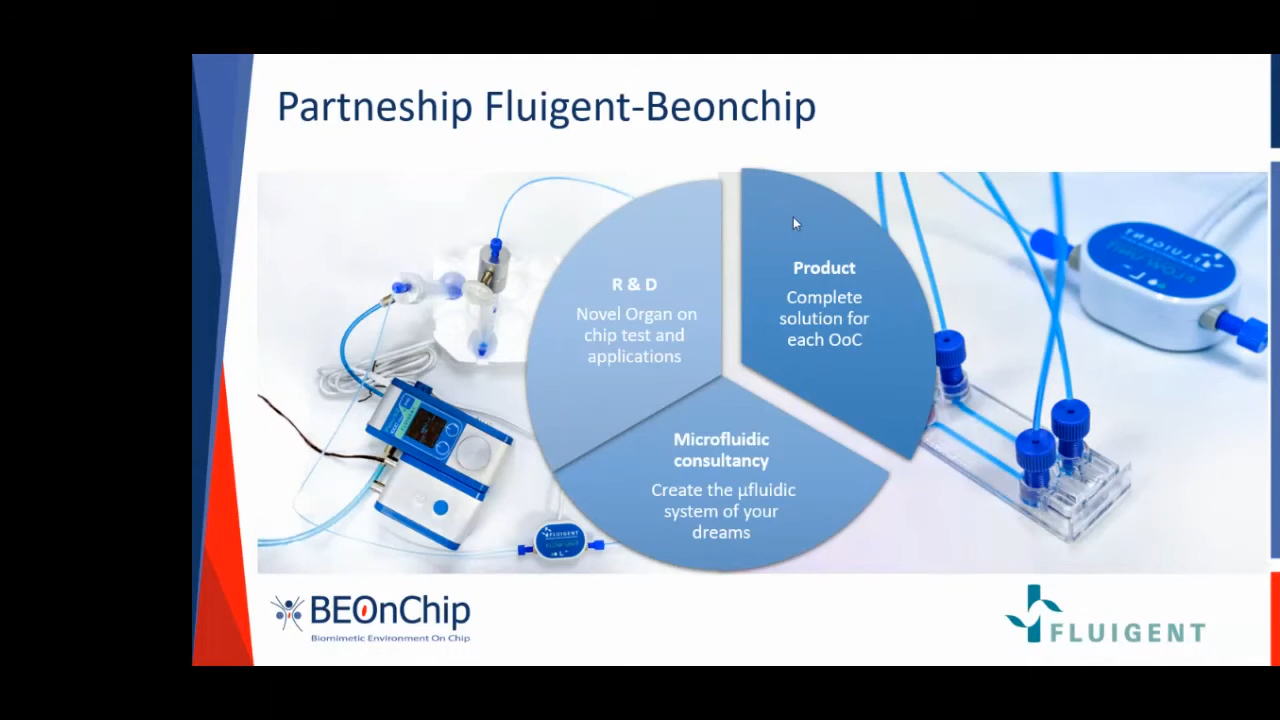 Partneship Fluigent-Beonchip
R & D
Novel Organ on
chip test and
applications
Product
Complete
solution for
each OoC
Microfluidic
consultancy
Create the µfluidic
system of your
dreams
FLUIGENT
BEOnChip
Biomimetic Environment On Chip
FLUIGENT